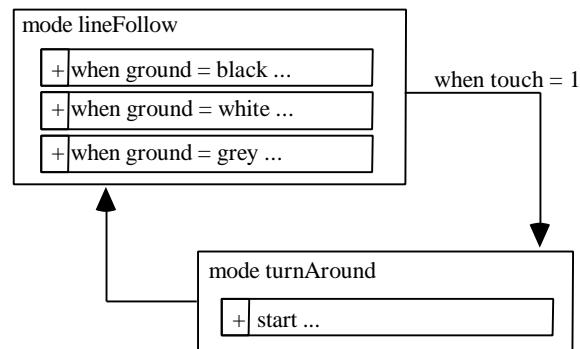 mode lineFollow
+ when ground = black ...
+ when ground = white ...
+ when ground = grey ...
when touch = 1
mode turnAround
+ start ...